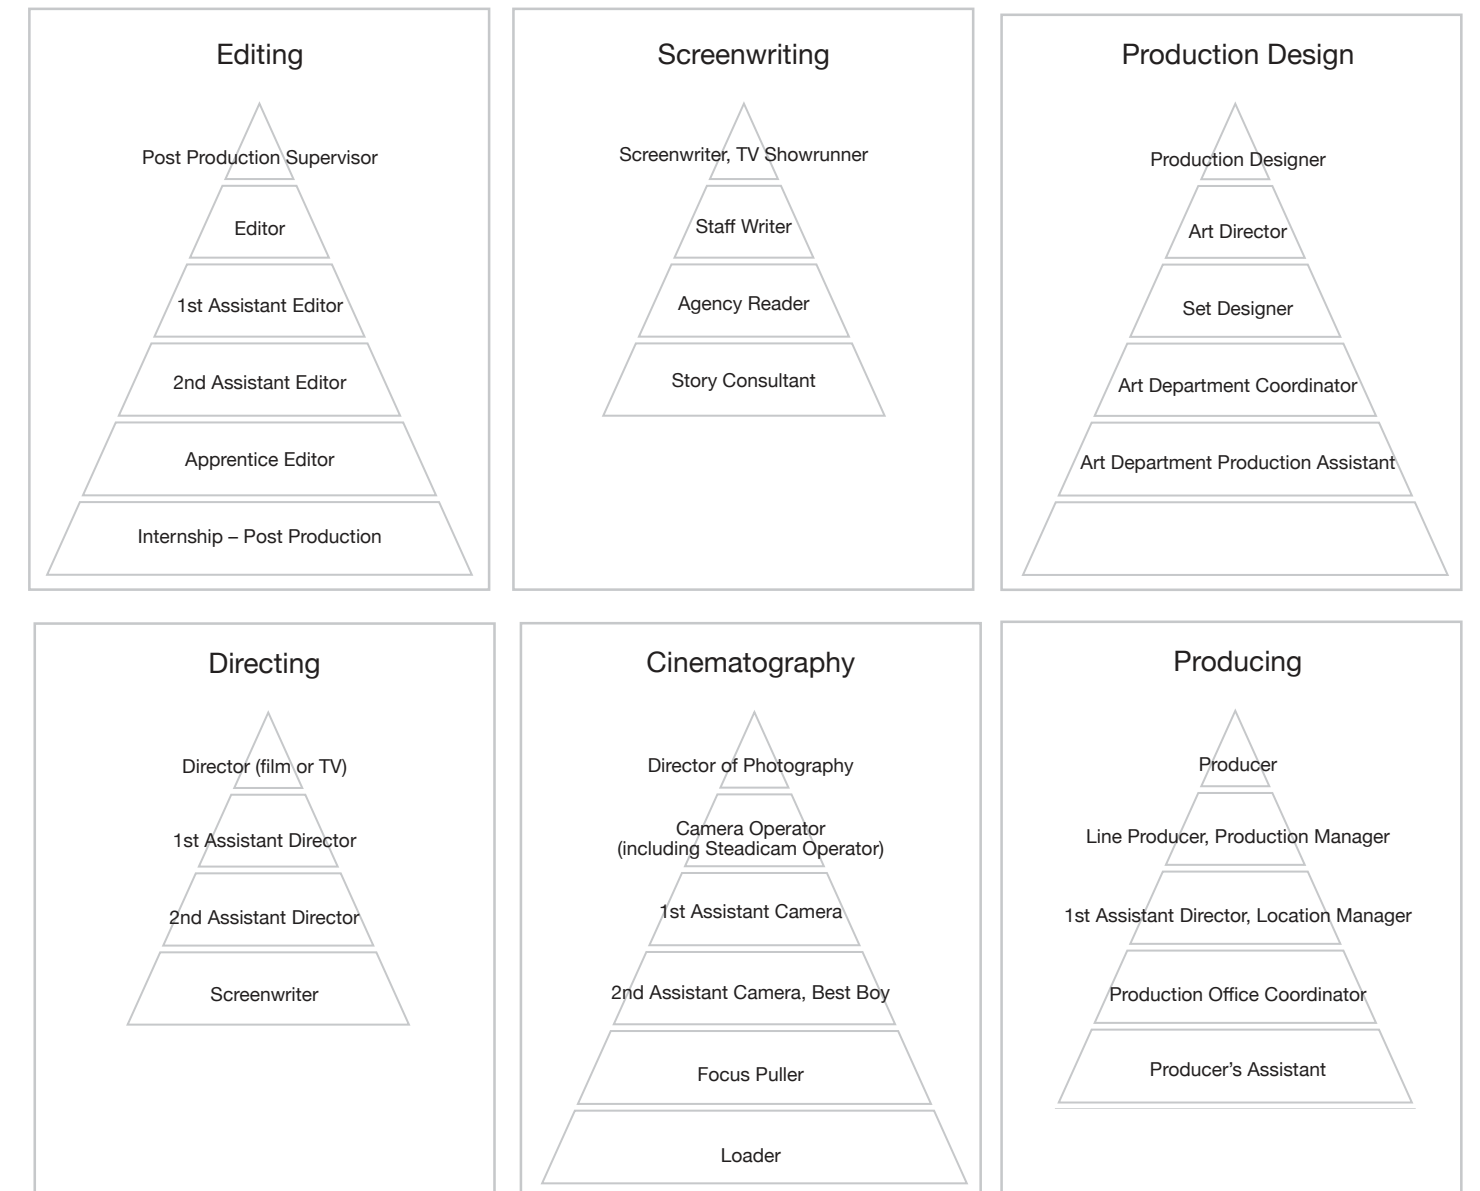 Editing
Post Production Supervisor
Editor
1st Assistant Editor
2nd Assistant Editor
Apprentice Editor
Internship – Post Production
Screenwriting
Screenwriter, TV Showrunner
Staff Writer
Agency Reader
Story Consultant
Production Design
Production Designer
Art Director
Set Designer
Art Department Coordinator
Art Department Production Assistant
Directing
Director (film or TV)
1st Assistant Director
2nd Assistant Director
Screenwriter
Cinematography
Director of Photography
Camera Operator
(including Steadicam Operator)
1st Assistant Camera
2nd Assistant Camera, Best Boy
Focus Puller
Loader
Producing
Producer
Line Producer, Production Manager
1st Assistant Director, Location Manager
Production Office Coordinator
Producer’s Assistant